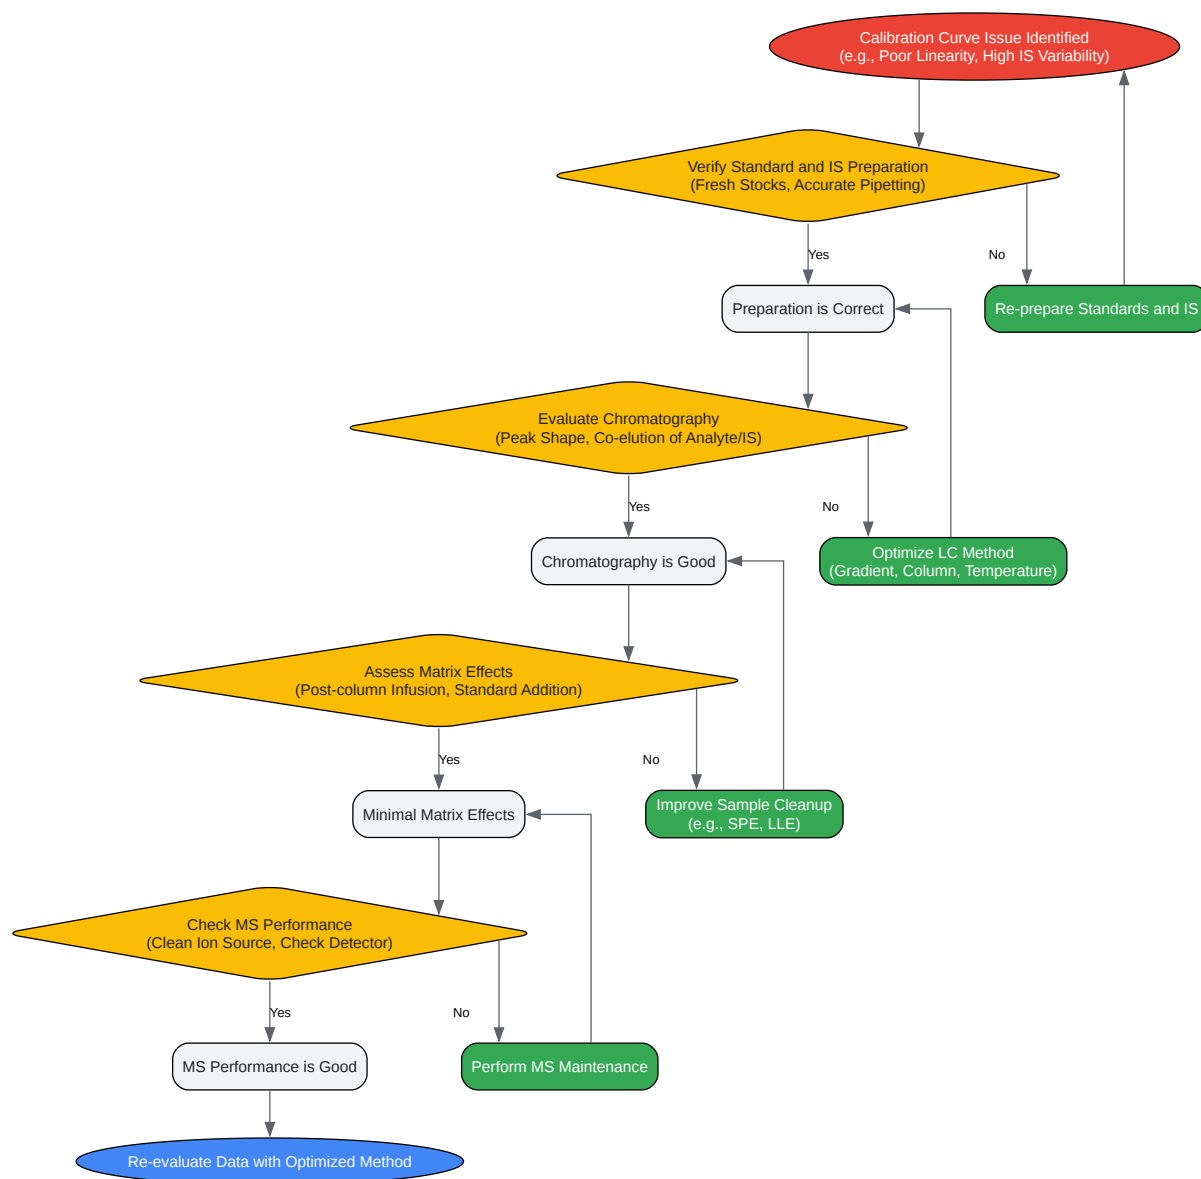 Calibration Curve Issue Identified
(e.g., Poor Linearity, High IS Variability)
Verify Standard and IS Preparation
(Fresh Stocks, Accurate Pipetting)
Yes
No
Preparation is Correct
Re-prepare Standards and IS
Evaluate Chromatography
(Peak Shape, Co-elution of Analyte/IS)
Yes
No
Chromatography is Good
Optimize LC Method
(Gradient, Column, Temperature)
Assess Matrix Effects
(Post-column Infusion, Standard Addition)
Yes
No
Minimal Matrix Effects
Improve Sample Cleanup
(e.g., SPE, LLE)
Check MS Performance
(Clean Ion Source, Check Detector)
Yes
No
MS Performance is Good
Perform MS Maintenance
Re-evaluate Data with Optimized Method